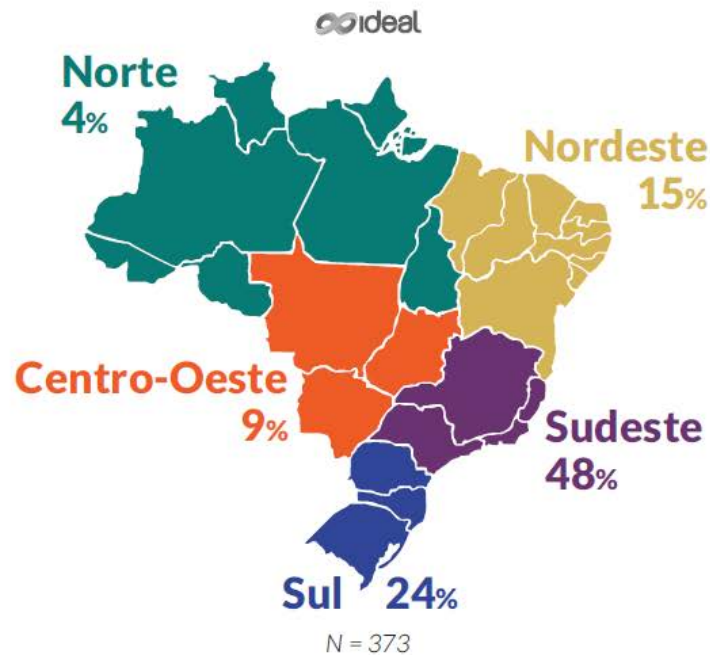 ideal
Norte
4%
Nordeste
15%
Centro-Oeste
9%
Sudeste
48%
Sul 24%
N = 373